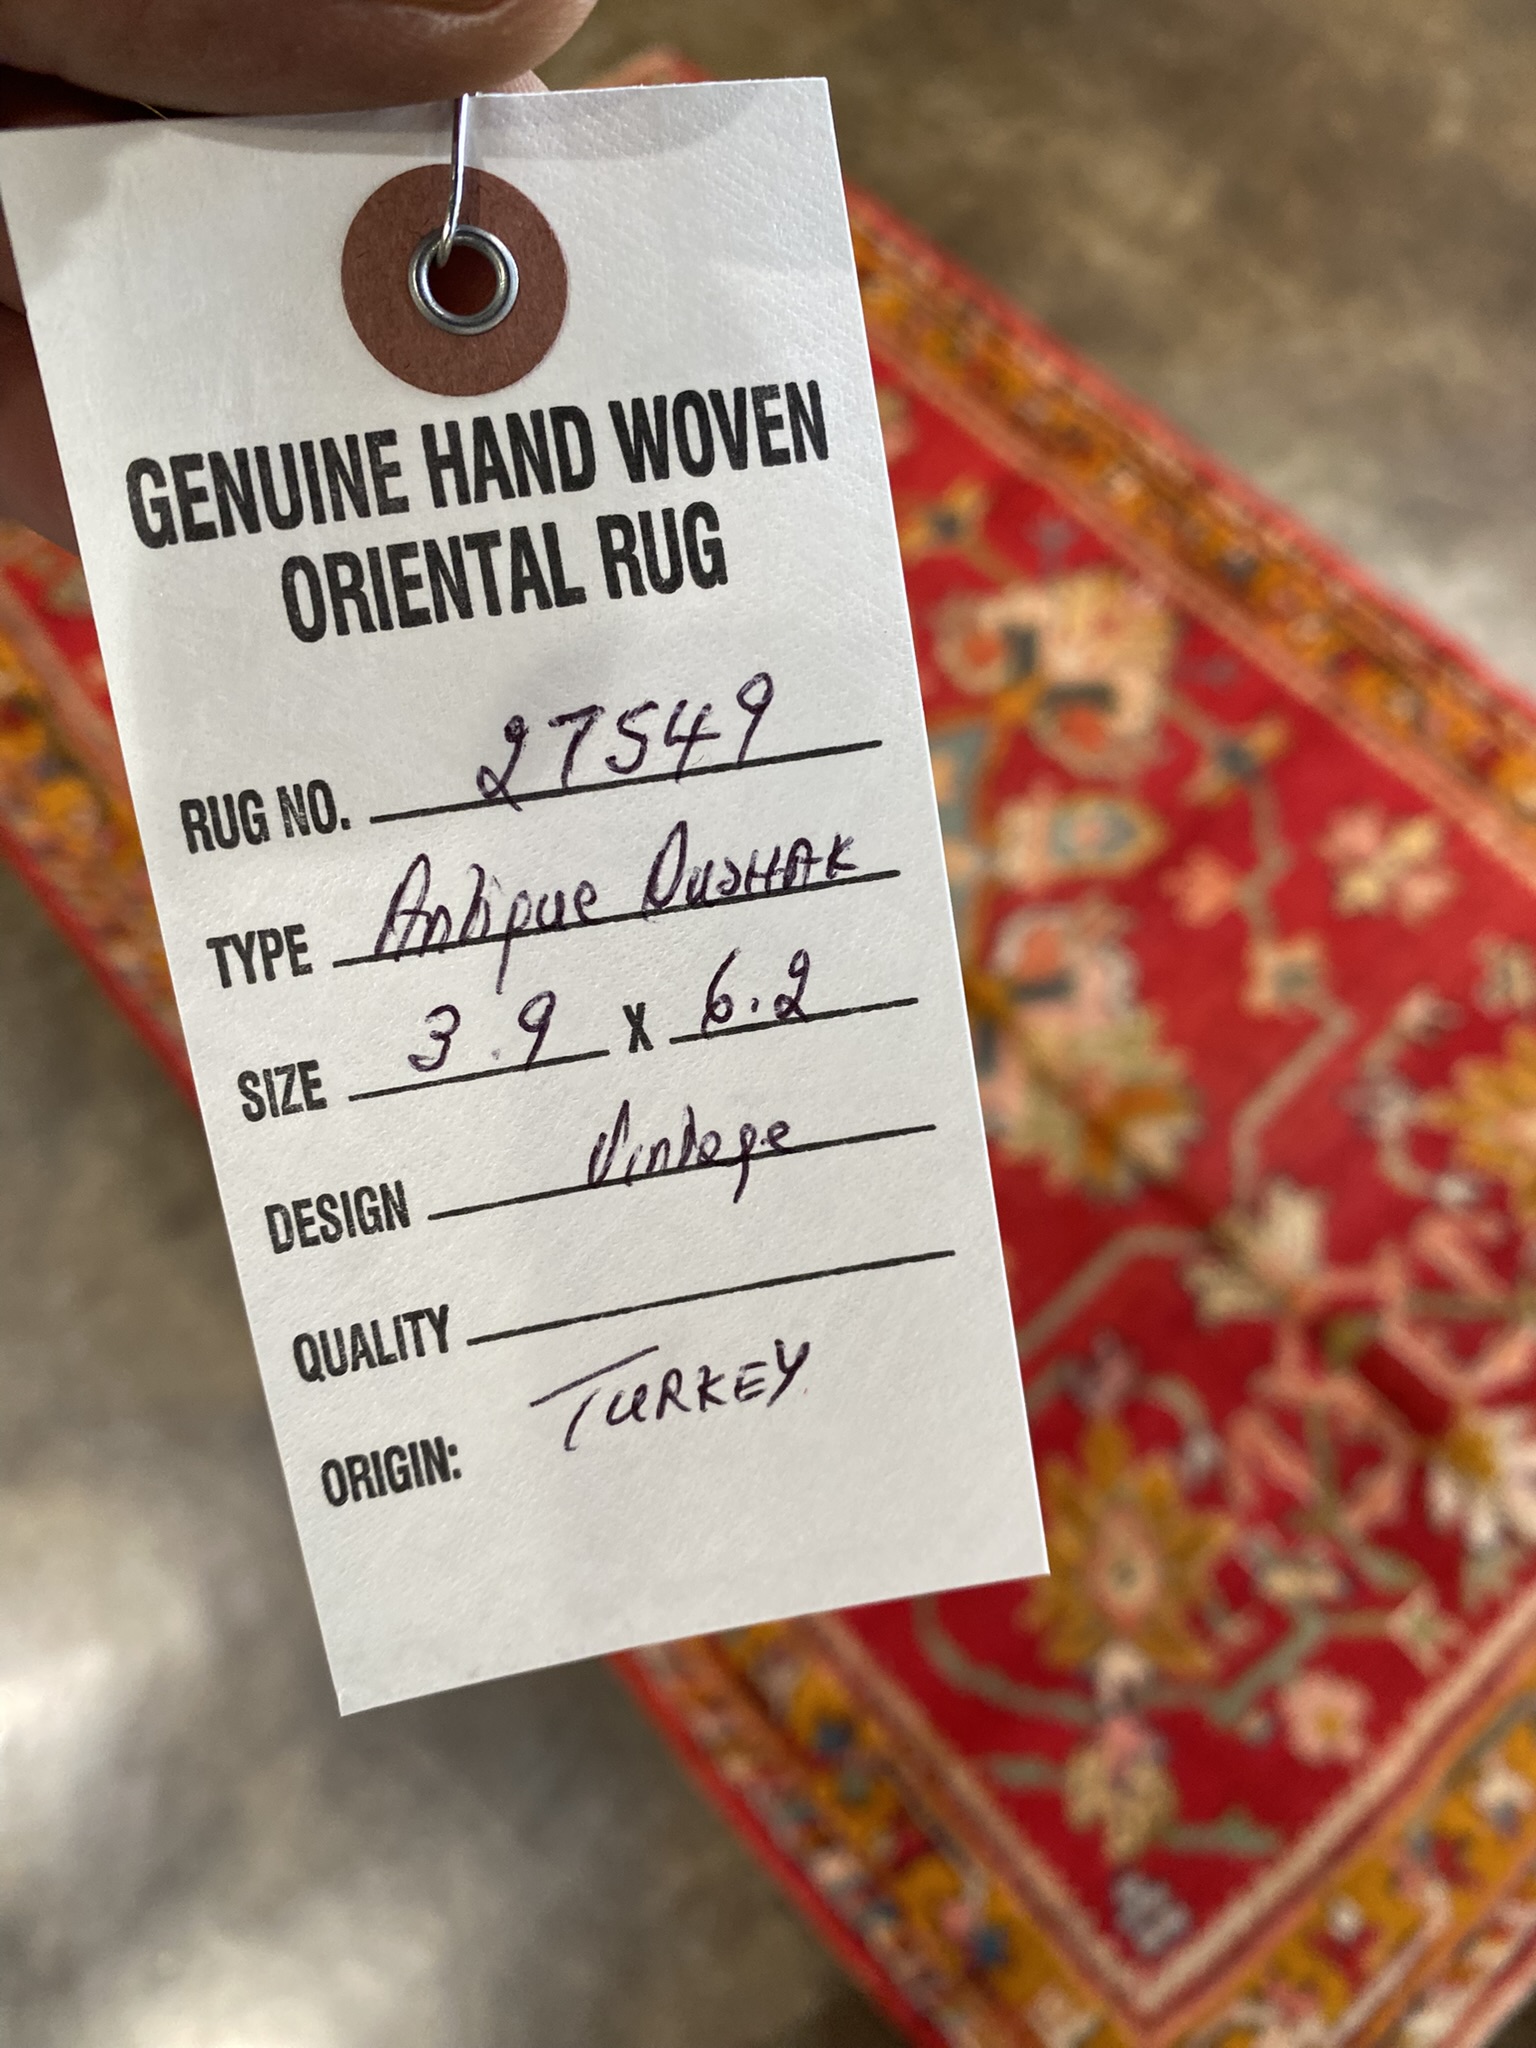 GENUINE HAND WOVEN
ORIENTAL RUG
RUG NO. 27549
TYPE Antique OUSHAK
SIZE 3.9 X 6.2
DESIGN Vintage
QUALITY
ORIGIN: TURKEY